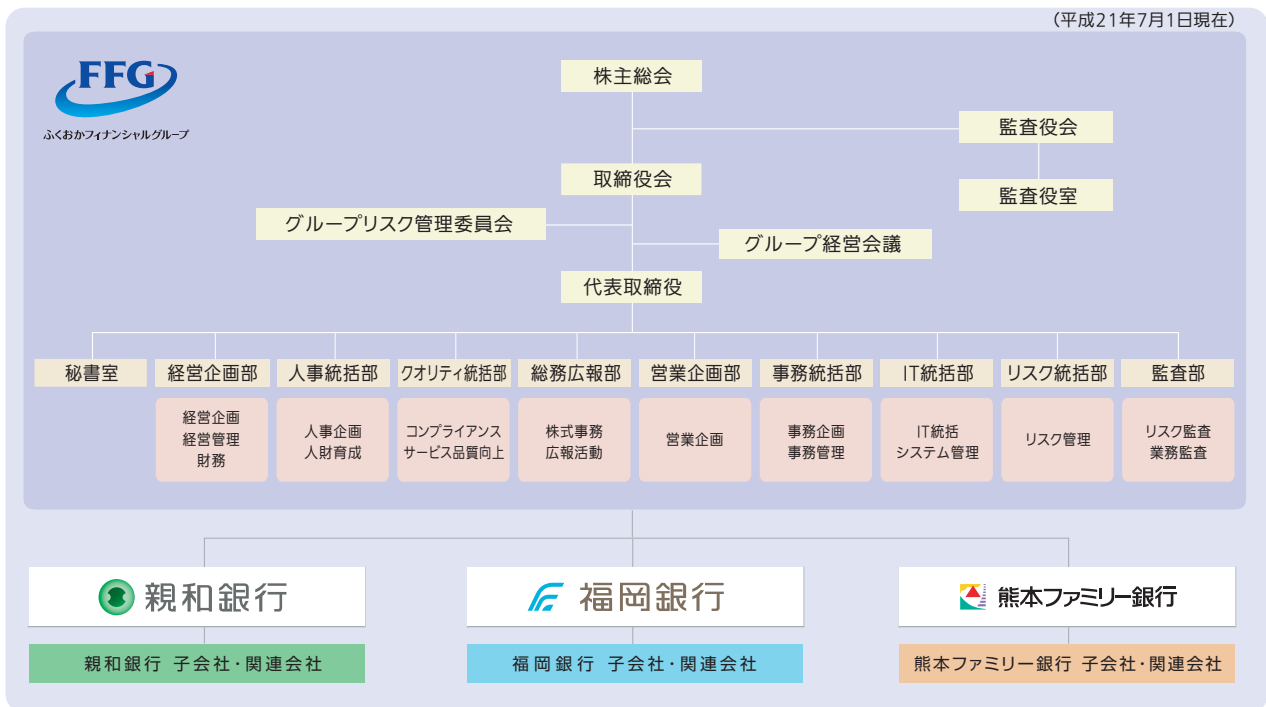 (平成21年7月1日現在)
FFG
ふくおかフィナンシャルグループ
株主総会
監査役会
取締役会
監査役室
グループリスク管理委員会
グループ経営会議
代表取締役
秘書室
経営企画部
人事統括部
クオリティ統括部
総務広報部
営業企画部
事務統括部
IT統括部
リスク統括部
監査部
経営企画
経営管理
財務
人事企画
人財育成
コンプライアンス
サービス品質向上
株式事務
広報活動
営業企画
事務企画
事務管理
IT統括
システム管理
リスク管理
リスク監査
業務監査
親和銀行
福岡銀行
熊本ファミリー銀行
親和銀行 子会社・関連会社
福岡銀行 子会社・関連会社
熊本ファミリー銀行 子会社・関連会社